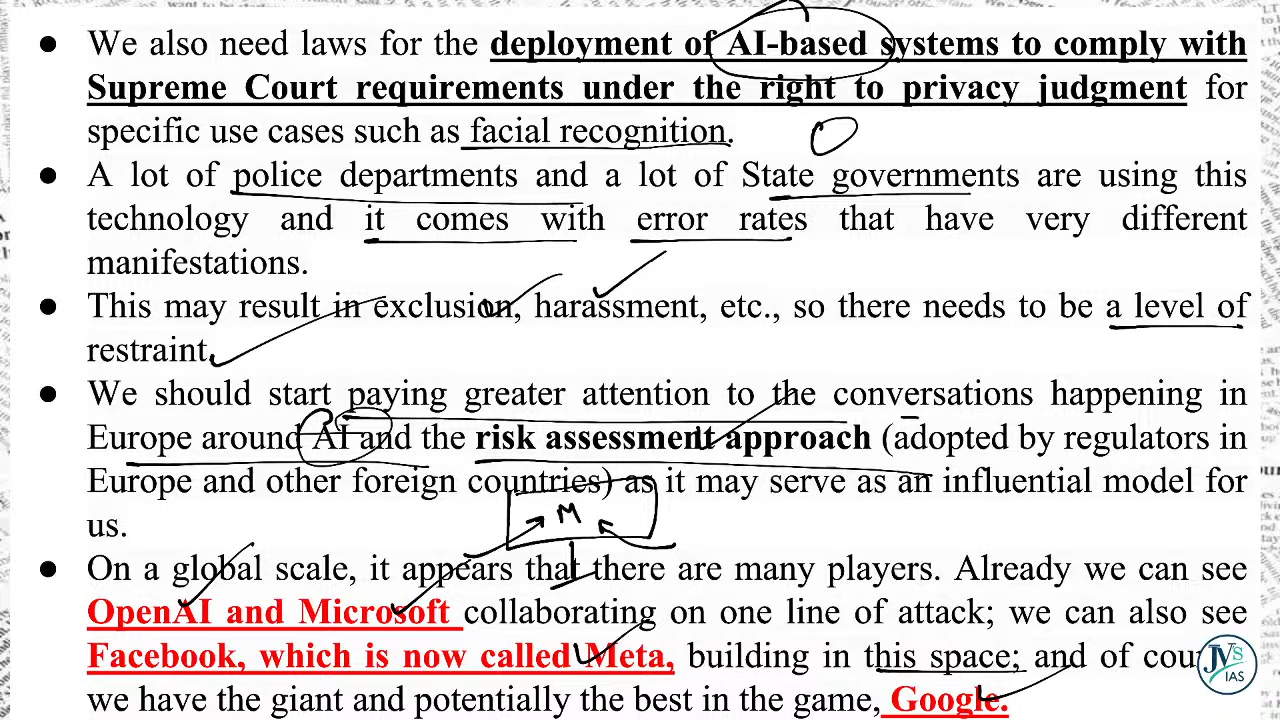 ● We also need laws for the deployment of AI-based systems to comply with
Supreme Court requirements under the right to privacy judgment for
specific use cases such as facial recognition.
● A lot of police departments and a lot of State governments are using this
technology and it comes with error rates that have very different
manifestations.
● This may result in exclusion, harassment, etc., so there needs to be a level of
restraint.
● We should start paying greater attention to the conversations happening in
Europe around AI and the risk assessment approach (adopted by regulators in
Europe and other foreign countries) as it may serve as an influential model for
us.
M
● On a global scale, it appears that there are many players. Already we can see
OpenAI and Microsoft collaborating on one line of attack; we can also see
Facebook, which is now called Meta, building in this space; and of
we have the giant and potentially the best in the game, Google.
JV'S
IAS